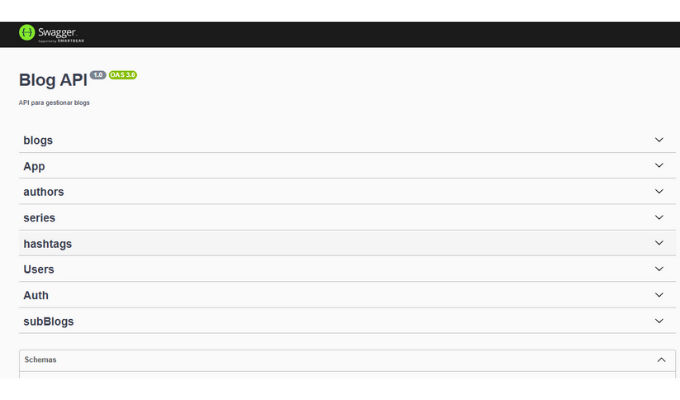 Swagger
Supported by SMARTBEAR
Blog API 1.0 OAS 3.0
API para gestionar blogs
blogs
App
authors
series
hashtags
Users
Auth
subBlogs
Schemas